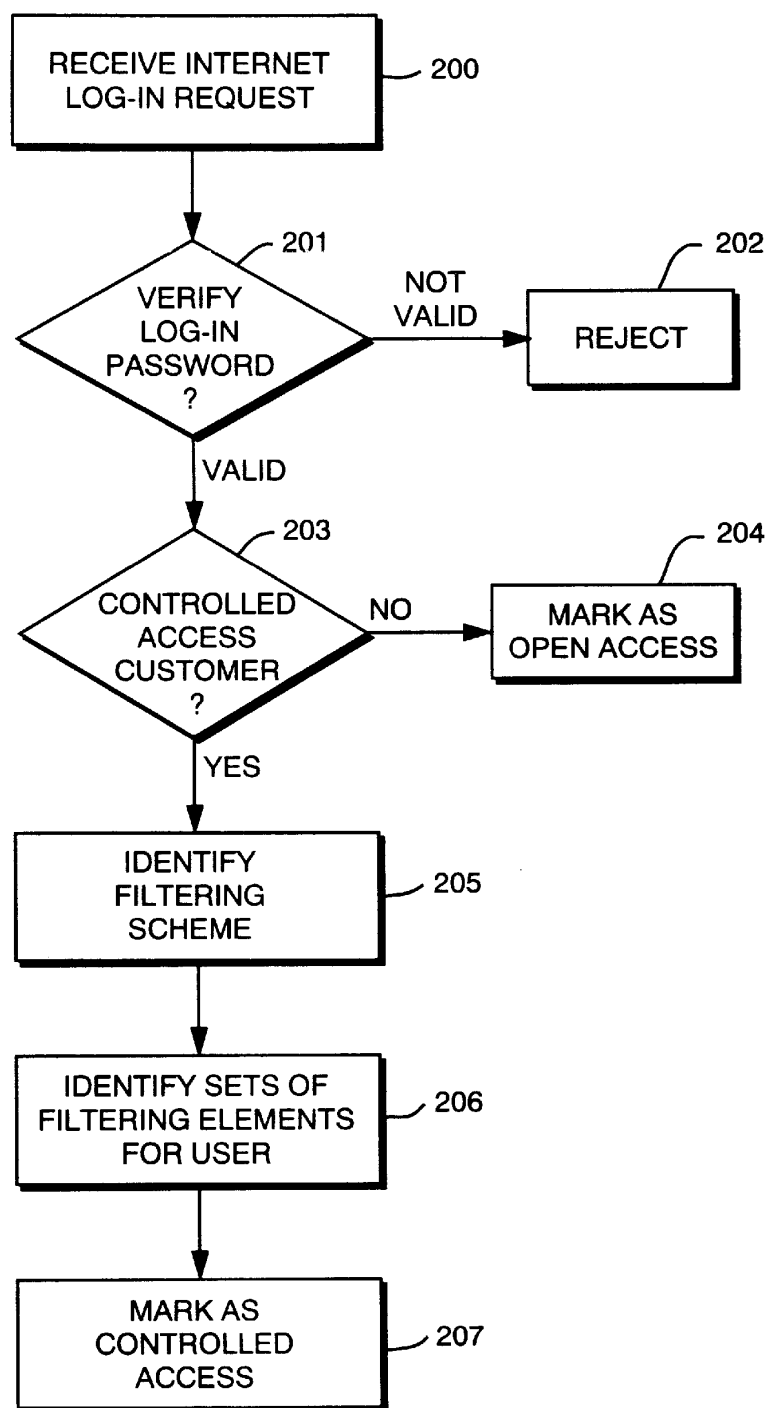 RECEIVE INTERNET
LOG-IN REQUEST
200
201
VERIFY
LOG-IN
PASSWORD
?
NOT
VALID
202
REJECT
VALID
203
CONTROLLED
ACCESS
CUSTOMER
?
NO
204
MARK AS
OPEN ACCESS
YES
IDENTIFY
FILTERING
SCHEME
205
IDENTIFY SETS OF
FILTERING ELEMENTS
FOR USER
206
MARK AS
CONTROLLED
ACCESS
207